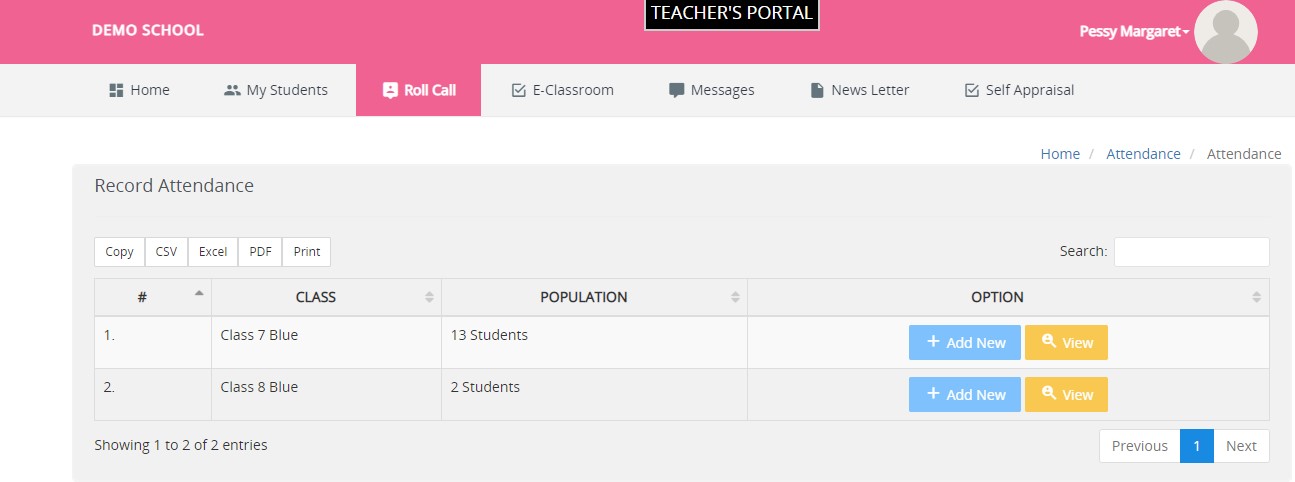 TEACHER'S PORTAL
DEMO SCHOOL Pessy Margaret
Home My Students Roll Call E-Classroom Messages News Letter Self Appraisal
Home / Attendance / Attendance
Record Attendance
Copy CSV Excel PDF Print Search:
# CLASS POPULATION OPTION
1. Class 7 Blue 13 Students + Add New View
2. Class 8 Blue 2 Students + Add New View
Showing 1 to 2 of 2 entries Previous 1 Next